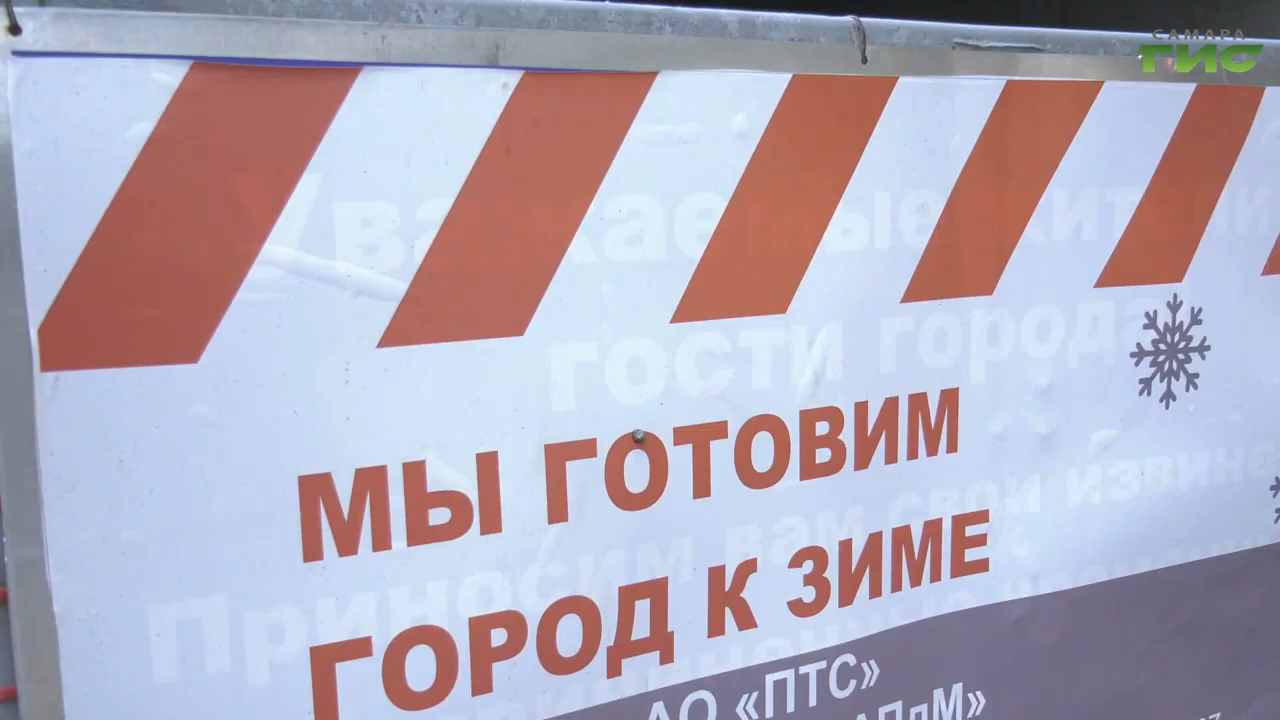 САМАРА
ГИС
Уважаемые жители
гости города
МЫ ГОТОВИМ
ГОРОД К ЗИМЕ
Приносим вам свои извине
АО «ПТС»